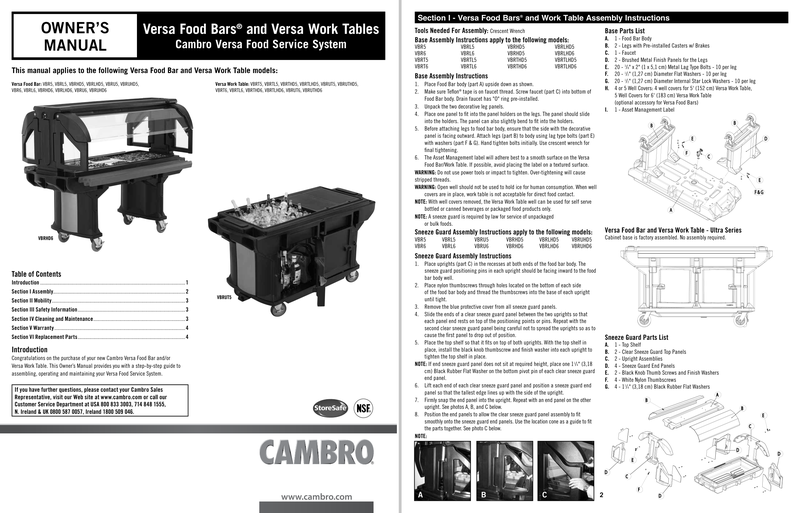 OWNER'S
MANUAL
Versa Food Bars® and Versa Work Tables
Cambro Versa Food Service System
This manual applies to the following Versa Food Bar and Versa Work Table models:
Versa Food Bar: VBR5, VBRL5, VBRHD5, VBRLHD5, VBRU5, VBRUHD5,
VBR6, VBRL6, VBRHD6, VBRLHD6, VBRU6, VBRUHD6
Versa Work Table: VBRT5, VBRTL5, VBRTHD5, VBRTLHD5, VBRUT5, VBRUTHD5,
VBRT6, VBRTL6, VBRTHD6, VBRTLHD6, VBRUT6, VBRUTHD6
VBRHD6
VBRUT5
Table of Contents
Introduction 1
Section I Assembly 2
Section II Mobility 3
Section III Safety Information 3
Section IV Cleaning and Maintenance 3
Section V Warranty 4
Section VI Replacement Parts 4
Introduction
Congratulations on the purchase of your new Cambro Versa Food Bar and/or
Versa Work Table. This Owner's Manual provides you with a step-by-step guide to
assembling, operating and maintaining your Versa Food Service System.
If you have further questions, please contact your Cambro Sales
Representative, visit our Web site at www.cambro.com or call our
Customer Service Department at USA 800 833 3003, 714 848 1555,
N. Ireland & UK 0800 587 0057, Ireland 1800 509 046.
StoreSafe
NSF.
CAMBRO®
www.cambro.com
Section I - Versa Food Bars® and Work Table Assembly Instructions
Tools Needed For Assembly: Crescent Wrench
Base Assembly Instructions apply to the following models:
VBR5 VBRL5 VBRHD5 VBRLHD5
VBR6 VBRL6 VBRHD6 VBRLHD6
VBRT5 VBRTL5 VBRTHD5 VBRTLHD5
VBRT6 VBRTL6 VBRTHD6 VBRTLHD6
Base Assembly Instructions
1. Place Food Bar body (part A) upside down as shown.
2. Make sure Teflon® tape is on faucet thread. Screw faucet (part C) into bottom of
Food Bar body. Drain faucet has "O" ring pre-installed.
3. Unpack the two decorative leg panels.
4. Place one panel to fit into the panel holders on the legs. The panel should slide
into the holders. The panel can also slightly bend to fit into the holders.
5. Before attaching legs to food bar body, ensure that the side with the decorative
panel is facing outward. Attach legs (part B) to body using lag type bolts (part E)
with washers (part F & G). Hand tighten bolts initially. Use crescent wrench for
final tightening.
6. The Asset Management label will adhere best to a smooth surface on the Versa
Food Bar/Work Table. If possible, avoid placing the label on a textured surface.
WARNING: Do not use power tools or impact to tighten. Over-tightening will cause
stripped threads.
WARNING: Open well should not be used to hold ice for human consumption. When well
covers are in place, work table is not acceptable for direct food contact.
NOTE: With well covers removed, the Versa Work Table well can be used for self serve
bottled or canned beverages or packaged food products only.
NOTE: A sneeze guard is required by law for service of unpackaged
or bulk foods.
Sneeze Guard Assembly Instructions apply to the following models:
VBR5 VBRL5 VBRU5 VBRHD5 VBRLHD5 VBRUHD5
VBR6 VBRL6 VBRU6 VBRHD6 VBRLHD6 VBRUHD6
Sneeze Guard Assembly Instructions
1. Place uprights (part C) in the recesses at both ends of the food bar body. The
sneeze guard positioning pins in each upright should be facing inward to the food
bar body well.
2. Place nylon thumbscrews through holes located on the bottom of each side
of the food bar body and thread the thumbscrews into the base of each upright
until tight.
3. Remove the blue protective cover from all sneeze guard panels.
4. Slide the ends of a clear sneeze guard panel between the two uprights so that
each panel end rests on top of the positioning points or pins. Repeat with the
second clear sneeze guard panel being careful not to spread the uprights so as to
cause the first panel to drop out of position.
5. Place the top shelf so that it fits on top of both uprights. With the top shelf in
place, install the black knob thumbscrew and finish washer into each upright to
tighten the top shelf in place.
NOTE: If end sneeze guard panel does not sit at required height, place one 1¼" (3,18
cm) Black Rubber Flat Washer on the bottom pivot pin of each clear sneeze guard
end panel.
6. Lift each end of each clear sneeze guard panel and position a sneeze guard end
panel so that the tallest edge lines up with the side of the upright.
7. Firmly snap the end panel into the upright. Repeat with an end panel on the other
upright. See photos A, B, and C below.
8. Position the end panels to allow the clear sneeze guard panel assembly to fit
smoothly onto the sneeze guard end panels. Use the location cone as a guide to fit
the parts together. See photo C below.
NOTE:
A
B
C
Base Parts List
A. 1 - Food Bar Body
B. 2 - Legs with Pre-installed Castors w/ Brakes
C. 1 - Faucet
D. 2 - Brushed Metal Finish Panels for the Legs
E. 20 - ¾" x 2" (1 x 5,1 cm) Metal Lag Type Bolts - 10 per leg
F. 20 - ½" (1,27 cm) Diameter Flat Washers - 10 per leg
G. 20 - ½" (1,27 cm) Diameter Internal Star Lock Washers - 10 per leg
H. 4 or 5 Well Covers: 4 well covers for 5' (152 cm) Versa Work Table,
5 Well Covers for 6' (183 cm) Versa Work Table
(optional accessory for Versa Food Bars)
I. 1 - Asset Management Label
B
B
E
D
F
C
E
F&G
A
Versa Food Bar and Versa Work Table - Ultra Series
Cabinet base is factory assembled. No assembly required.
Sneeze Guard Parts List
A. 1 - Top Shelf
B. 2 - Clear Sneeze Guard Top Panels
C. 2 - Upright Assemblies
D. 4 - Sneeze Guard End Panels
E. 2 - Black Knob Thumb Screws and Finish Washers
F. 4 - White Nylon Thumbscrews
G. 4 - 1¼" (3,18 cm) Black Rubber Flat Washers
A
B
B
E
C
D
D
E
C
D
F
D
2